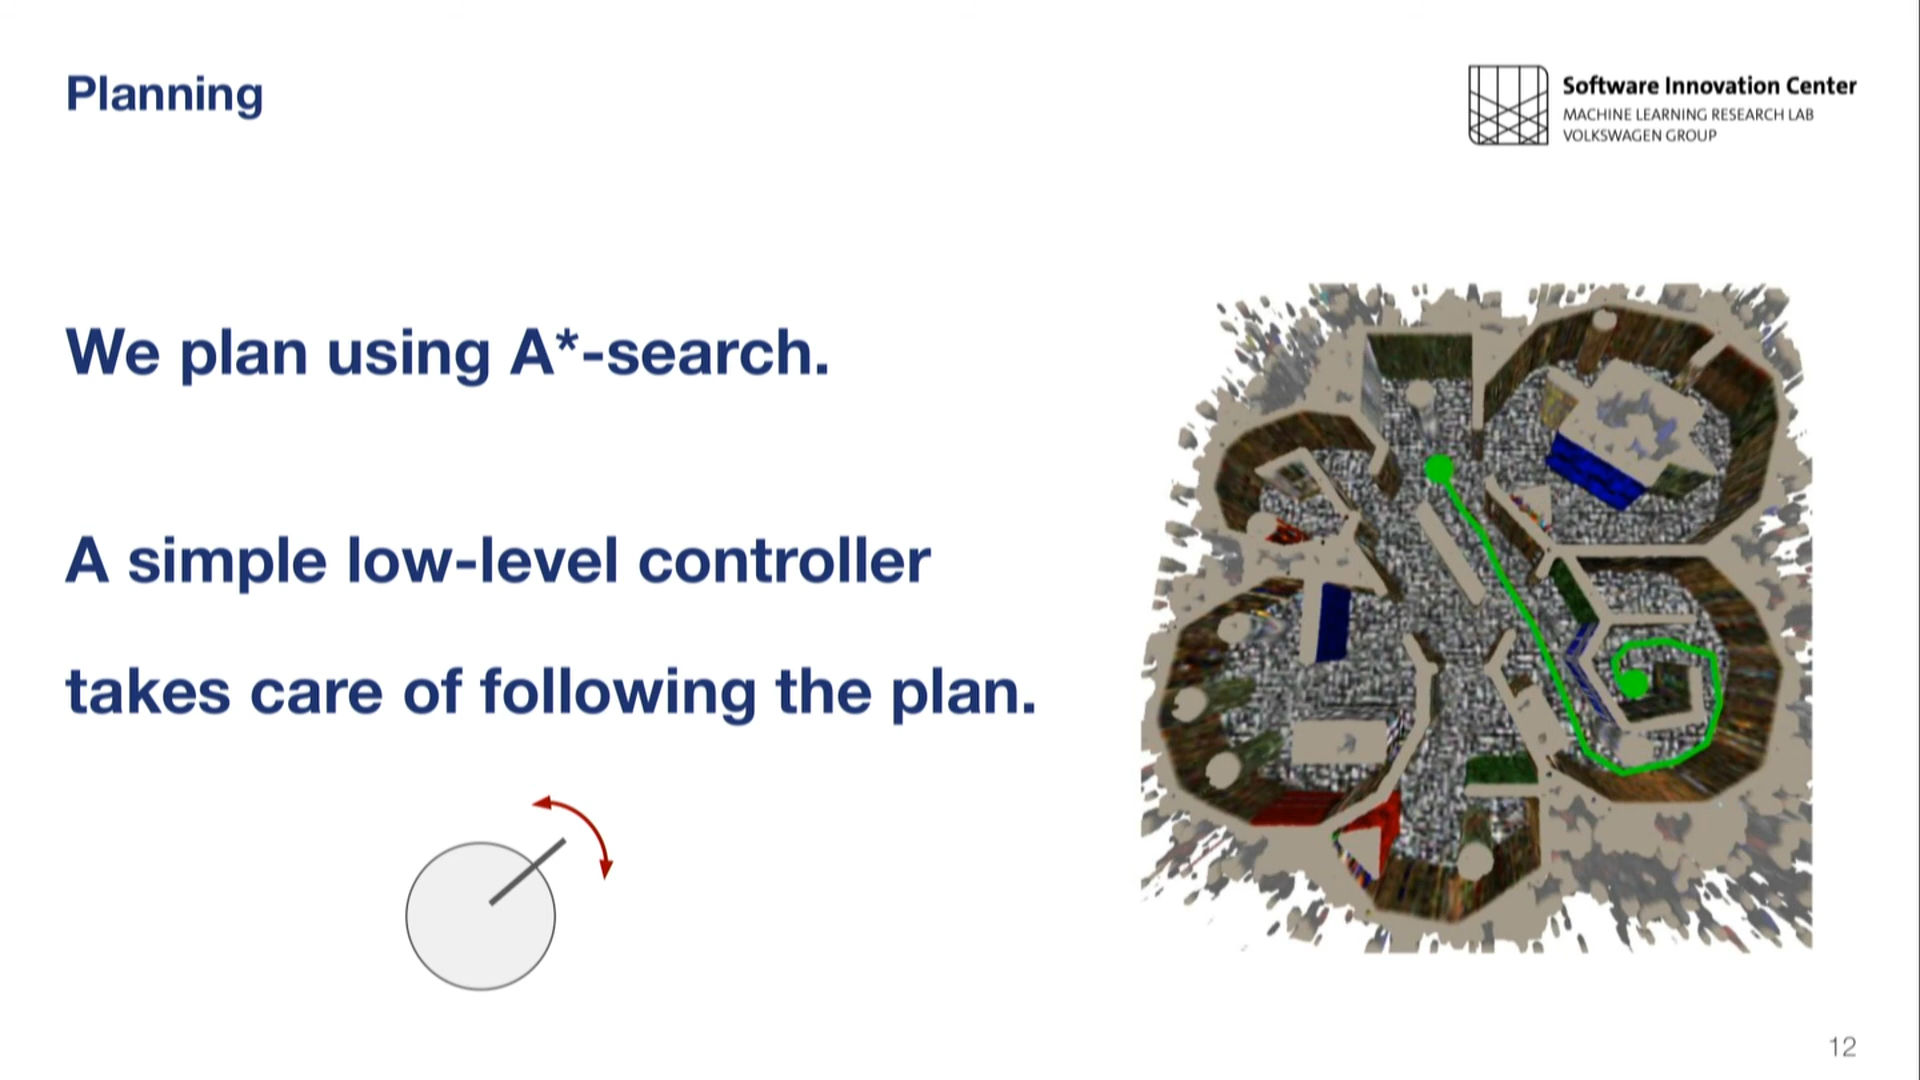 Planning
Software Innovation Center
MACHINE LEARNING RESEARCH LAB
VOLKSWAGEN GROUP
We plan using A*-search.
A simple low-level controller
takes care of following the plan.
12